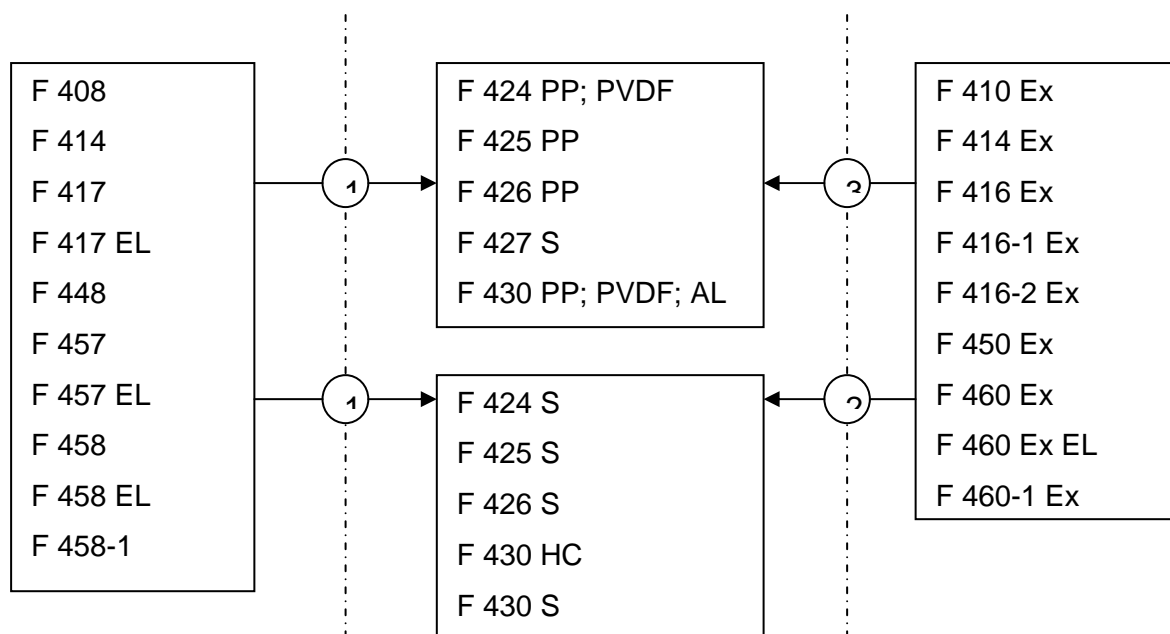 F 408
F 414
F 417
F 417 EL
F 448
F 457
F 457 EL
F 458
F 458 EL
F 458-1
1
1
F 424 PP; PVDF
F 425 PP
F 426 PP
F 427 S
F 430 PP; PVDF; AL
F 424 S
F 425 S
F 426 S
F 430 HC
F 430 S
F 410 Ex
F 414 Ex
F 416 Ex
F 416-1 Ex
F 416-2 Ex
F 450 Ex
F 460 Ex
F 460 Ex EL
F 460-1 Ex